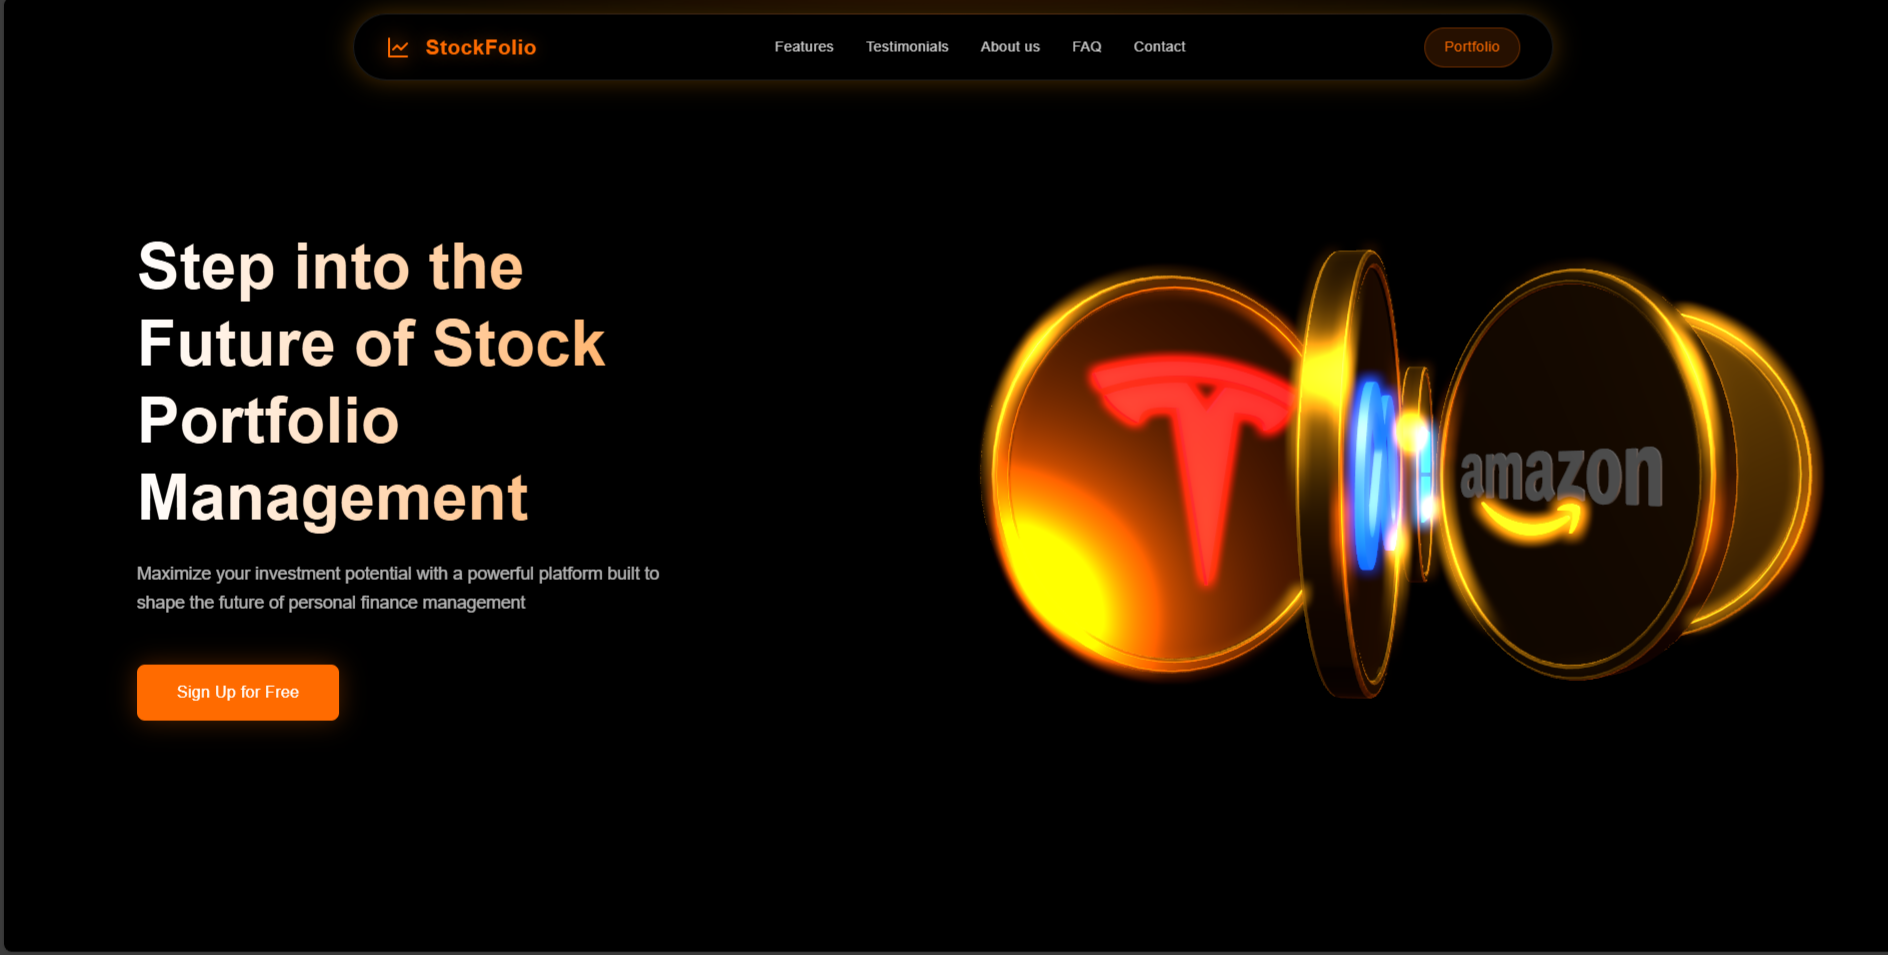 StockFolio
Features
Testimonials
About us
FAQ
Contact
Portfolio
Step into the
Future of Stock
Portfolio
Management
Maximize your investment potential with a powerful platform built to
shape the future of personal finance management
Sign Up for Free
amazon